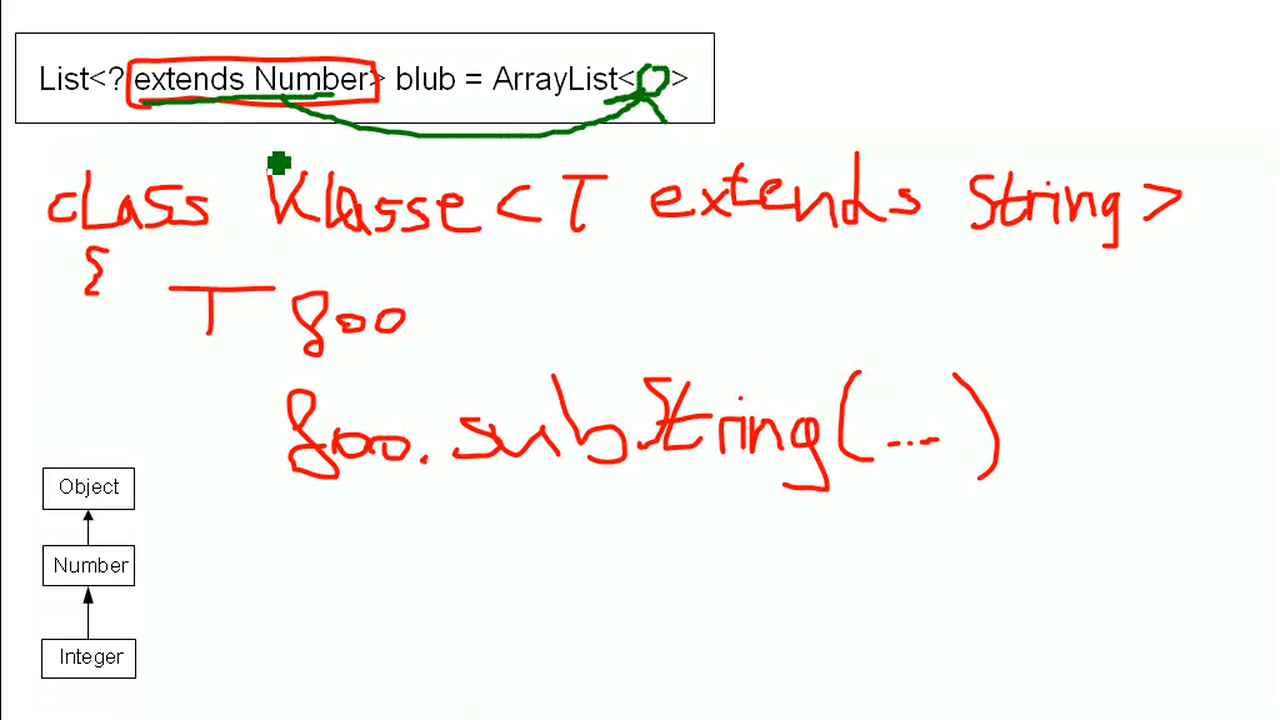 List<? extends Number> blub = ArrayList< >
class Klasse<T extends String>
{
T foo
foo.subString(...)
Object
Number
Integer